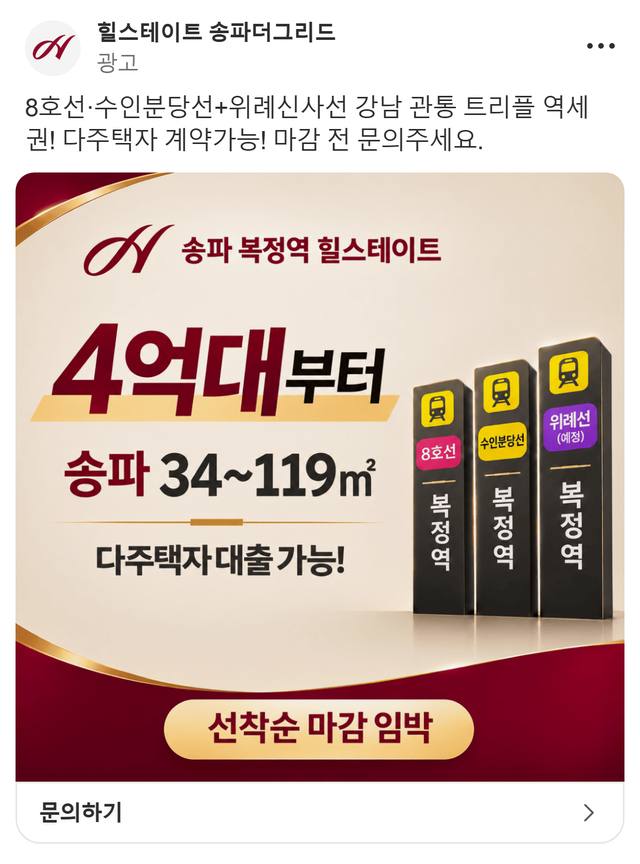 힐스테이트 송파더그리드
광고
8호선·수인분당선+위례신사선 강남 관통 트리플 역세
권! 다주택자 계약가능! 마감 전 문의주세요.
송파 복정역 힐스테이트
4억대부터
송파 34~119㎡
다주택자 대출 가능!
8호선
복정역
수인분당선
복정역
위례선
(예정)
복정역
선착순 마감 임박
문의하기